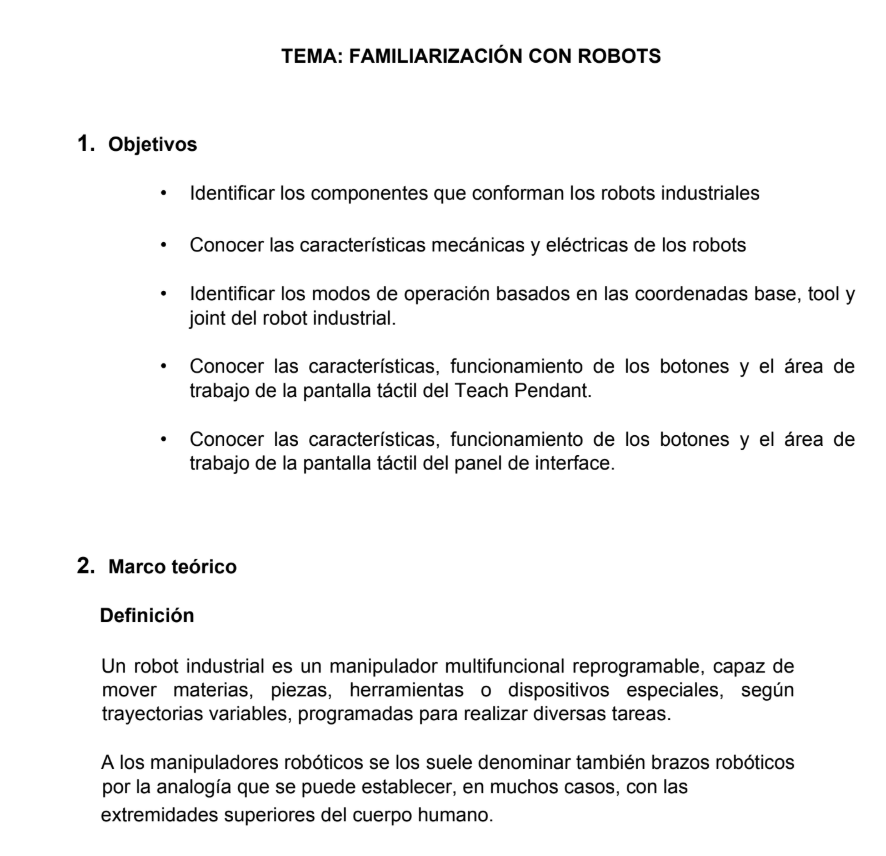 TEMA: FAMILIARIZACIÓN CON ROBOTS
1. Objetivos
• Identificar los componentes que conforman los robots industriales
• Conocer las características mecánicas y eléctricas de los robots
• Identificar los modos de operación basados en las coordenadas base, tool y
joint del robot industrial.
• Conocer las características, funcionamiento de los botones y el área de
trabajo de la pantalla táctil del Teach Pendant.
• Conocer las características, funcionamiento de los botones y el área de
trabajo de la pantalla táctil del panel de interface.
2. Marco teórico
Definición
Un robot industrial es un manipulador multifuncional reprogramable, capaz de
mover materias, piezas, herramientas o dispositivos especiales, según
trayectorias variables, programadas para realizar diversas tareas.
A los manipuladores robóticos se los suele denominar también brazos robóticos
por la analogía que se puede establecer, en muchos casos, con las
extremidades superiores del cuerpo humano.